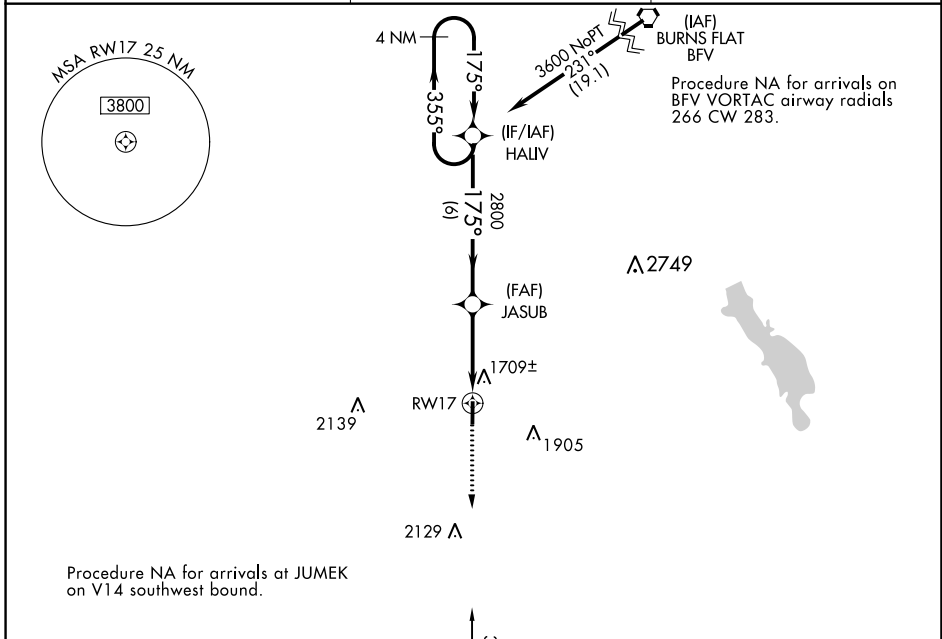 MSA RW17 25 NM
3800
4 NM
175°
355°
3600 NoPT
231°
(19.1)
(IAF)
BURNS FLAT
BFV
Procedure NA for arrivals on
BFV VORTAC airway radials
266 CW 283.
(IF/IAF)
HALIV
2800
175°
(6)
2749
(FAF)
JASUB
1709±
RW17
2139
1905
2129
Procedure NA for arrivals at JUMEK
on V14 southwest bound.